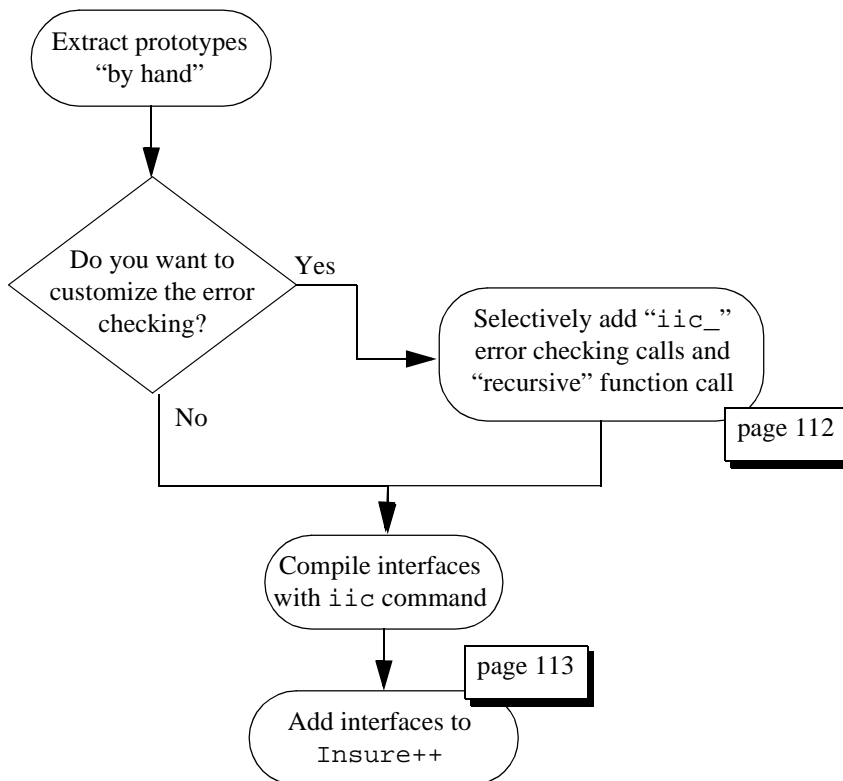 Extract prototypes
“by hand”
Do you want to
customize the error
checking?
Yes
No
Selectively add “iic_”
error checking calls and
“recursive” function call
page 112
Compile interfaces
with iic command
page 113
Add interfaces to
Insure++